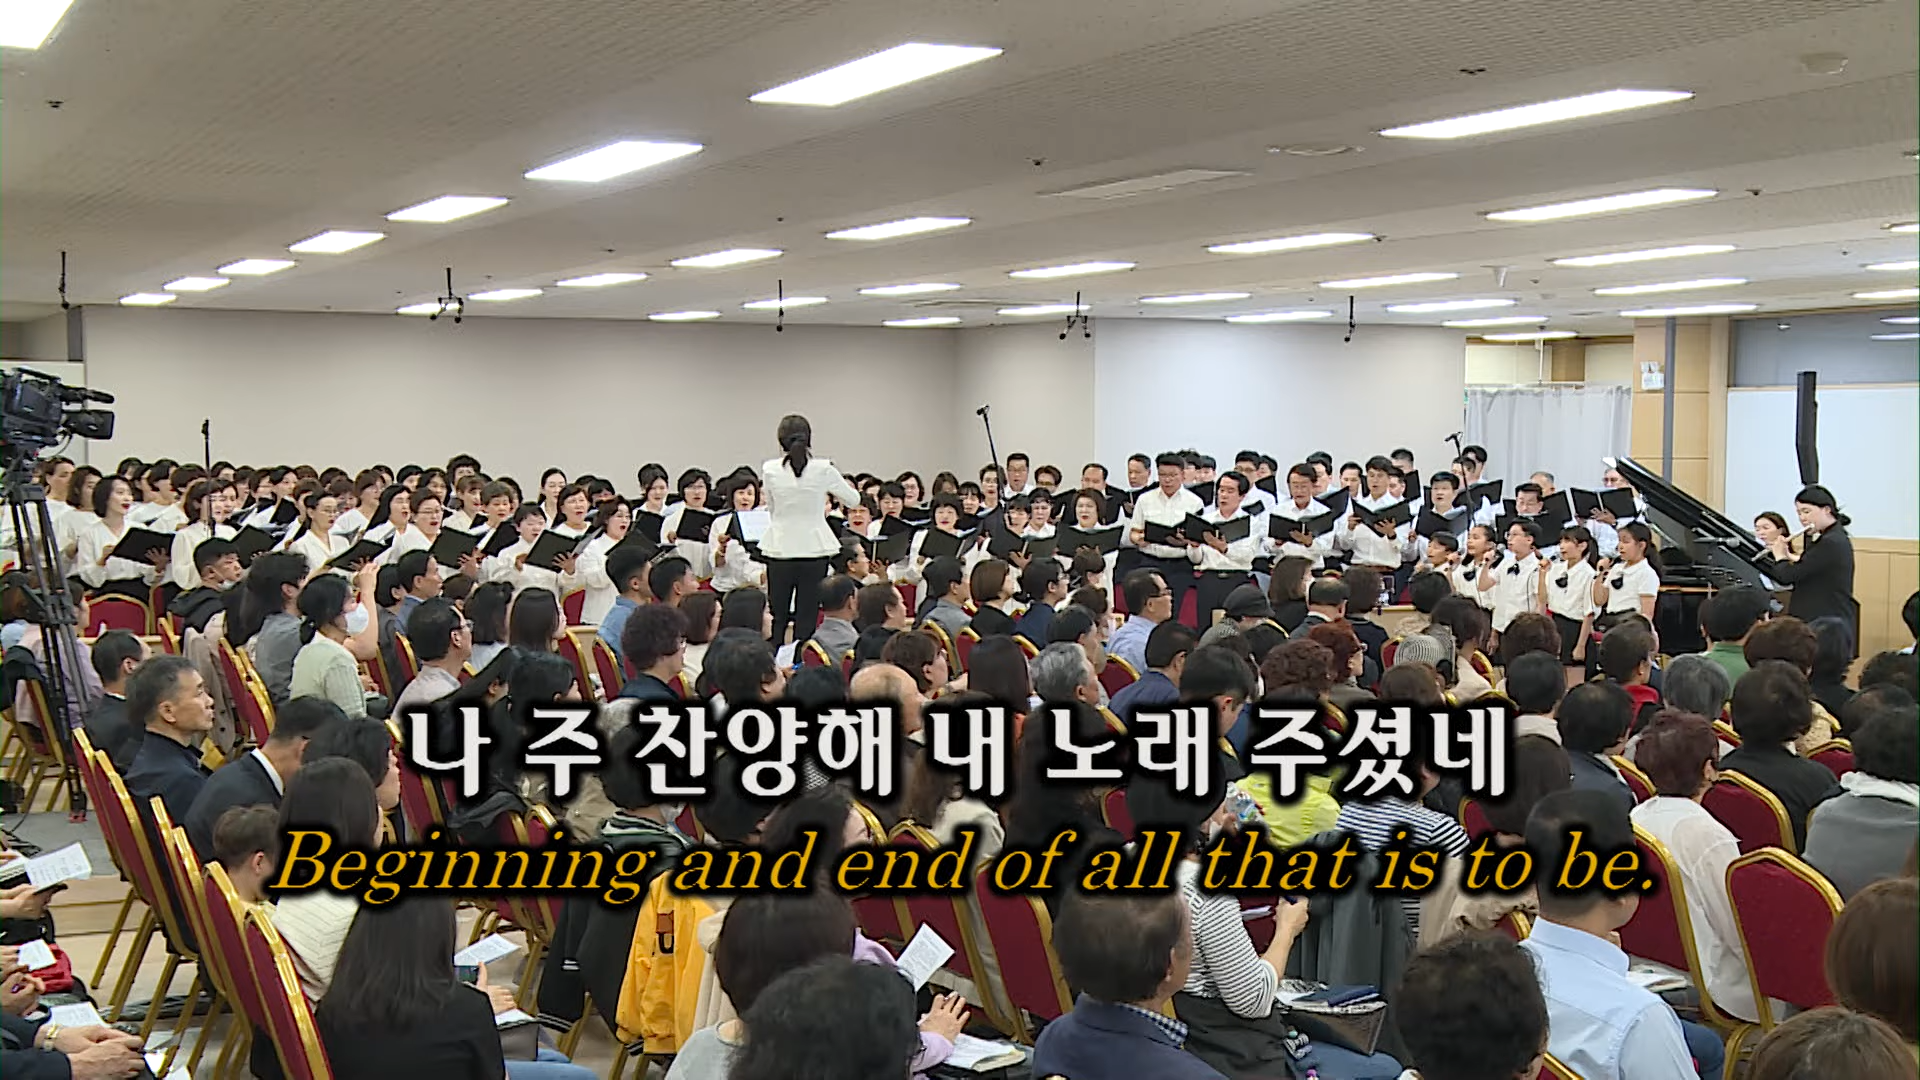 나 주 찬양해 내 노래 주셨네
Beginning and end of all that is to be.